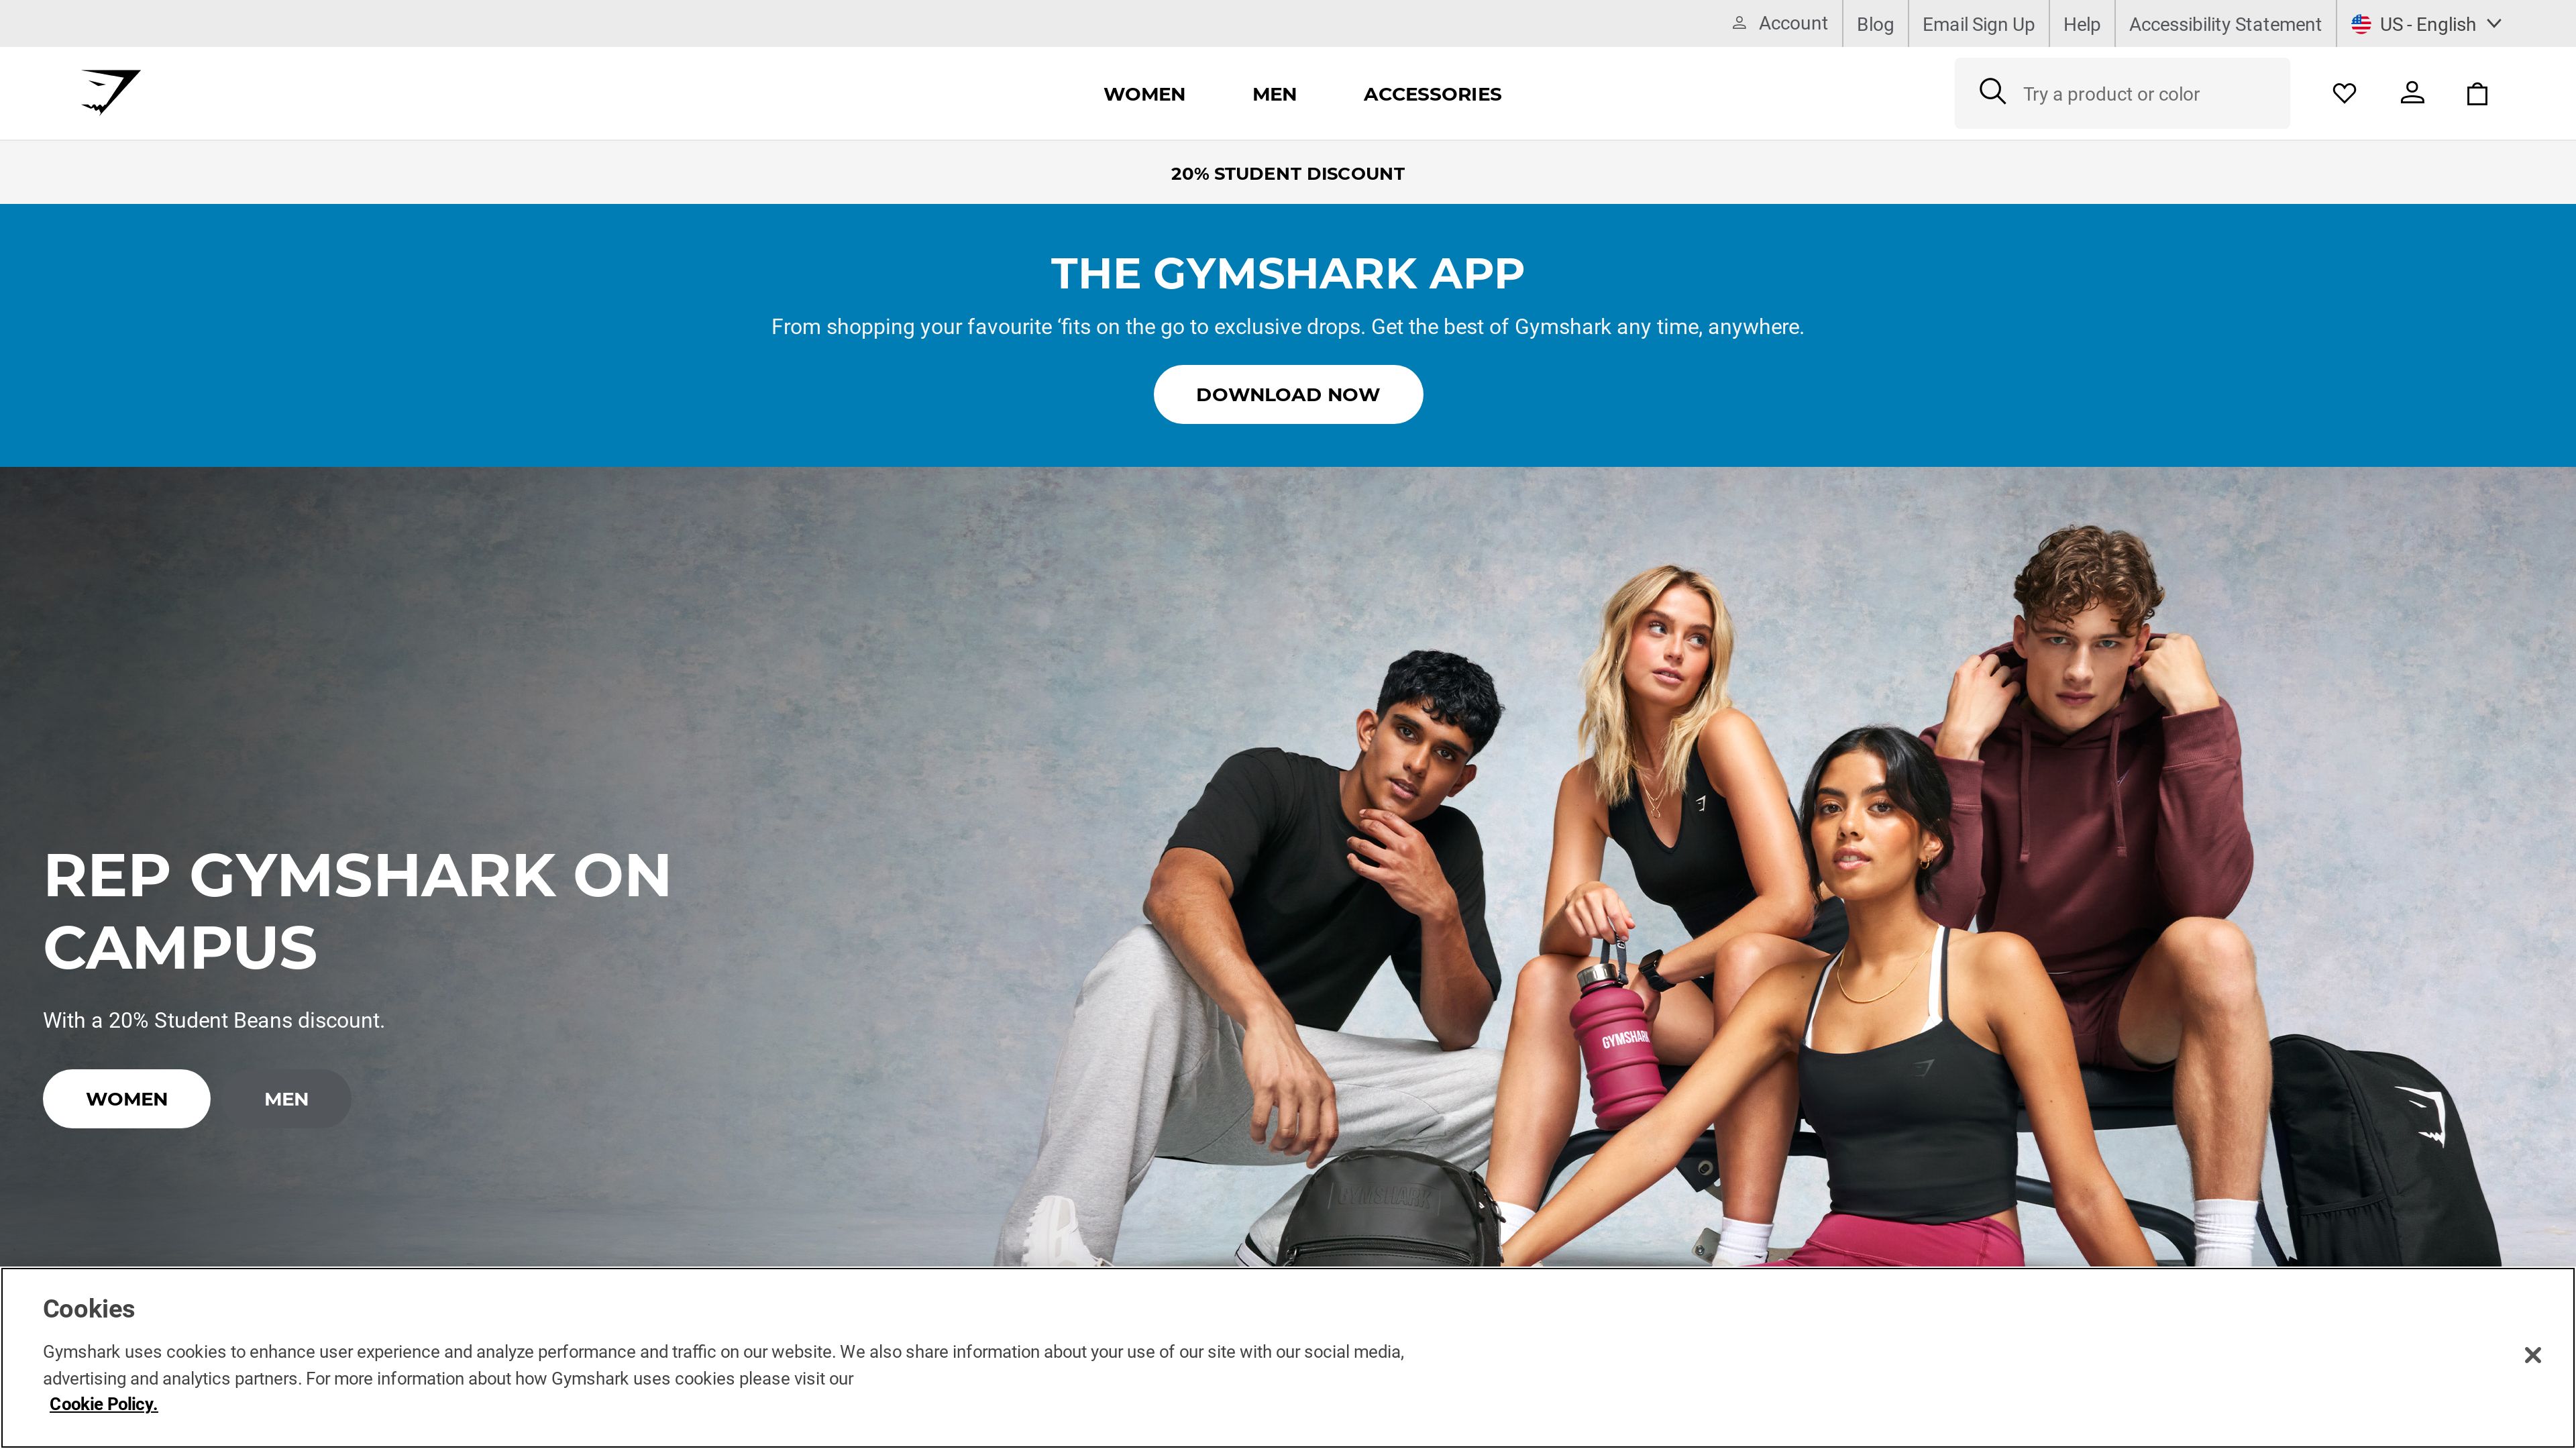 Account
Blog
Email Sign Up
Help
Accessibility Statement
US - English
WOMEN
MEN
ACCESSORIES
Try a product or color
20% STUDENT DISCOUNT
THE GYMSHARK APP
From shopping your favourite ‘fits on the go to exclusive drops. Get the best of Gymshark any time, anywhere.
DOWNLOAD NOW
REP GYMSHARK ON
CAMPUS
With a 20% Student Beans discount.
WOMEN
MEN
GYMSHARK
GYMSHARK
Cookies
Gymshark uses cookies to enhance user experience and analyze performance and traffic on our website. We also share information about your use of our site with our social media,
advertising and analytics partners. For more information about how Gymshark uses cookies please visit our
Cookie Policy.